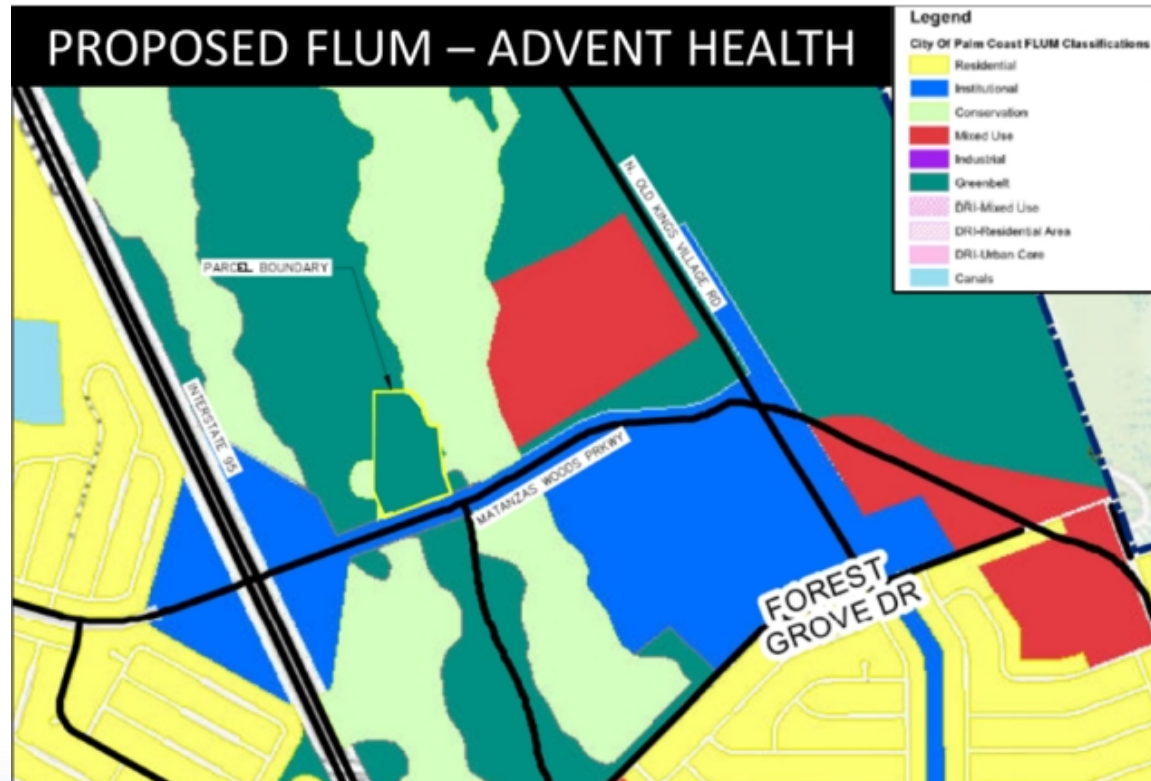 PROPOSED FLUM – ADVENT HEALTH
Legend
City Of Palm Coast FLUM Classifications
Residential
Institutional
Conservation
Mixed Use
Industrial
Greenbelt
DRI-Mixed Use
DRI-Residential Area
DRI-Urban Core
Canals
N. OLD KINGS VILLAGE RD
PARCEL BOUNDARY
INTERSTATE 95
MATANZAS WOODS PRKWY
FOREST
GROVE DR